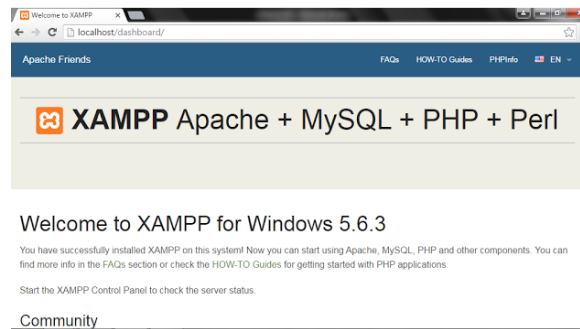 Welcome to XAMPP
localhost/dashboard/
Apache Friends FAQs HOW-TO Guides PHPInfo EN
XAMPP Apache + MySQL + PHP + Perl
Welcome to XAMPP for Windows 5.6.3
You have successfully installed XAMPP on this system! Now you can start using Apache, MySQL, PHP and other components. You can
find more info in the FAQs section or check the HOW-TO Guides for getting started with PHP applications.
Start the XAMPP Control Panel to check the server status.
Community